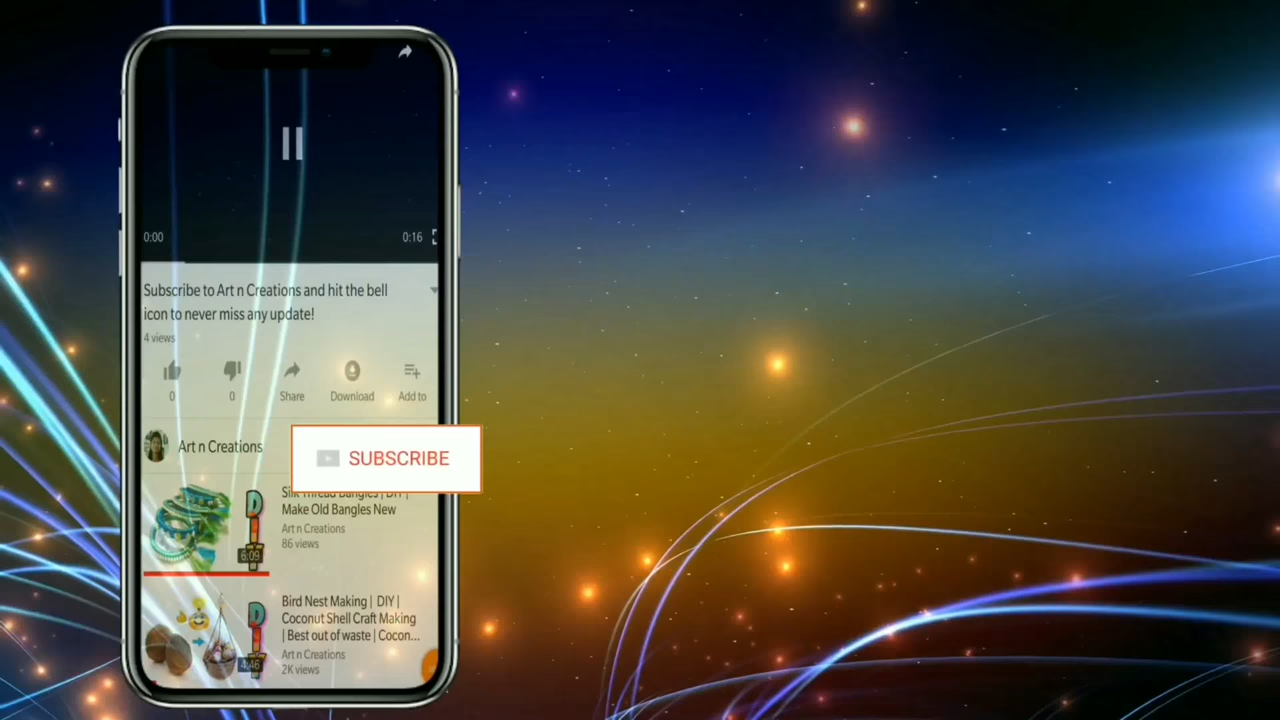 0:00
0:16
Subscribe to Art n Creations and hit the bell
icon to never miss any update!
4 views
0
0
Share
Download
Add to
Art n Creations
SUBSCRIBE
Silk Thread Bangles | DIY |
Make Old Bangles New
Art n Creations
86 views
DIY
6:09
Bird Nest Making | DIY |
Coconut Shell Craft Making
| Best out of waste | Cocon...
Art n Creations
2K views
DIY
4:46